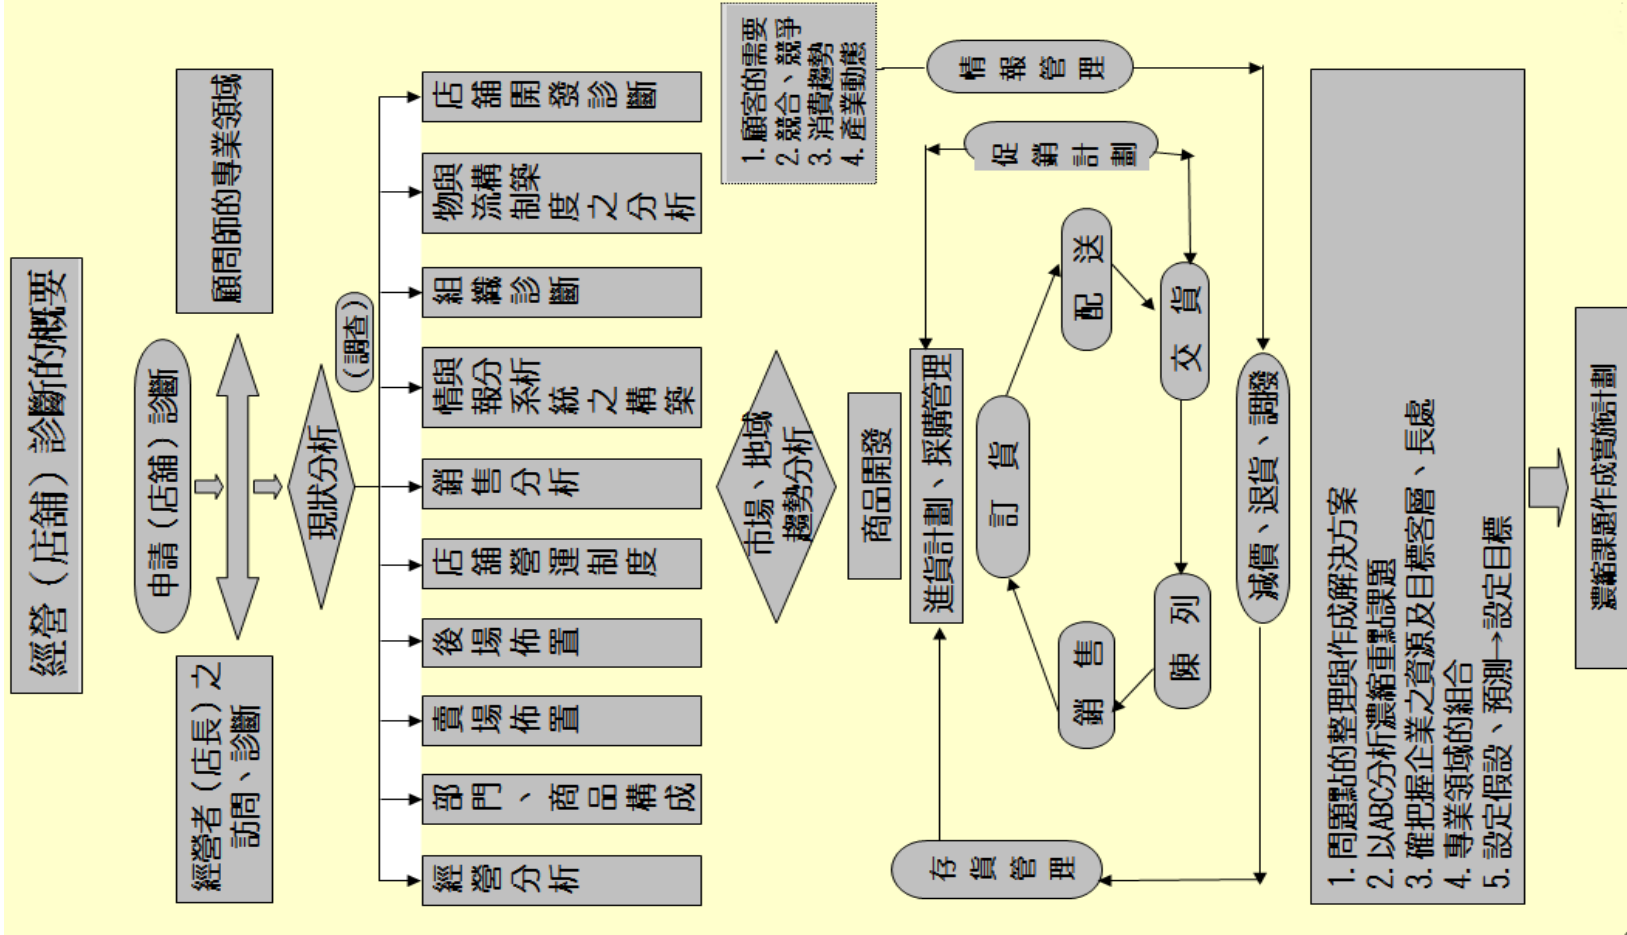 經營（店舖）診斷的概要
申請（店舖）診斷
經營者（店長）之
訪問、診斷
顧問師的專業領域
現狀分析
（調查）
經營分析
部門、商品構成
賣場佈置
後場佈置
店舖營運制度
銷售分析
情報系統之構築
與分析
組織診斷
物流制度之分析
與構築
店舖開發診斷
市場、地域
趨勢分析
1. 顧客的需要
2. 競合、競爭
3. 消費趨勢
4. 產業動態
商品開發
進貨計劃、採購管理
存貨管理
促銷計劃
情報管理
訂貨
配送
銷售
陳列
交貨
減價、退貨、調撥
1. 問題點的整理與作成解決方案
2. 以ABC分析濃縮重點課題
3. 確把握企業之資源及目標客層、長處
4. 專業領域的組合
5. 設定假設、預測→設定目標
濃縮課題作成實施計劃